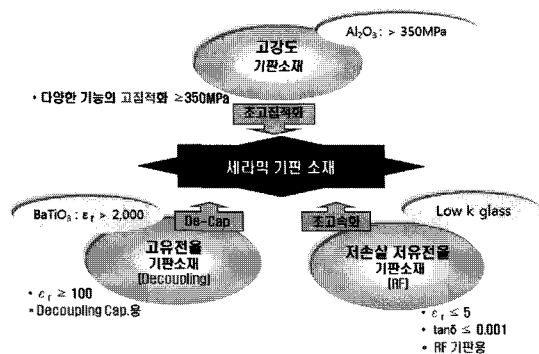 Al₂O₃ : > 350MPa
고강도
기판소재
• 다양한 기능의 고집적화 ≥350MPa
초고집적화
세라믹 기판 소재
BaTiO₃ : εᵣ > 2,000
De-Cap
초고속화
Low k glass
고유전율
기판소재
(Decoupling)
저손실 저유전율
기판소재
(RF)
• εᵣ ≥ 100
• Decoupling Cap.용
• εᵣ ≤ 5
• tanδ ≤ 0.001
• RF 기판용